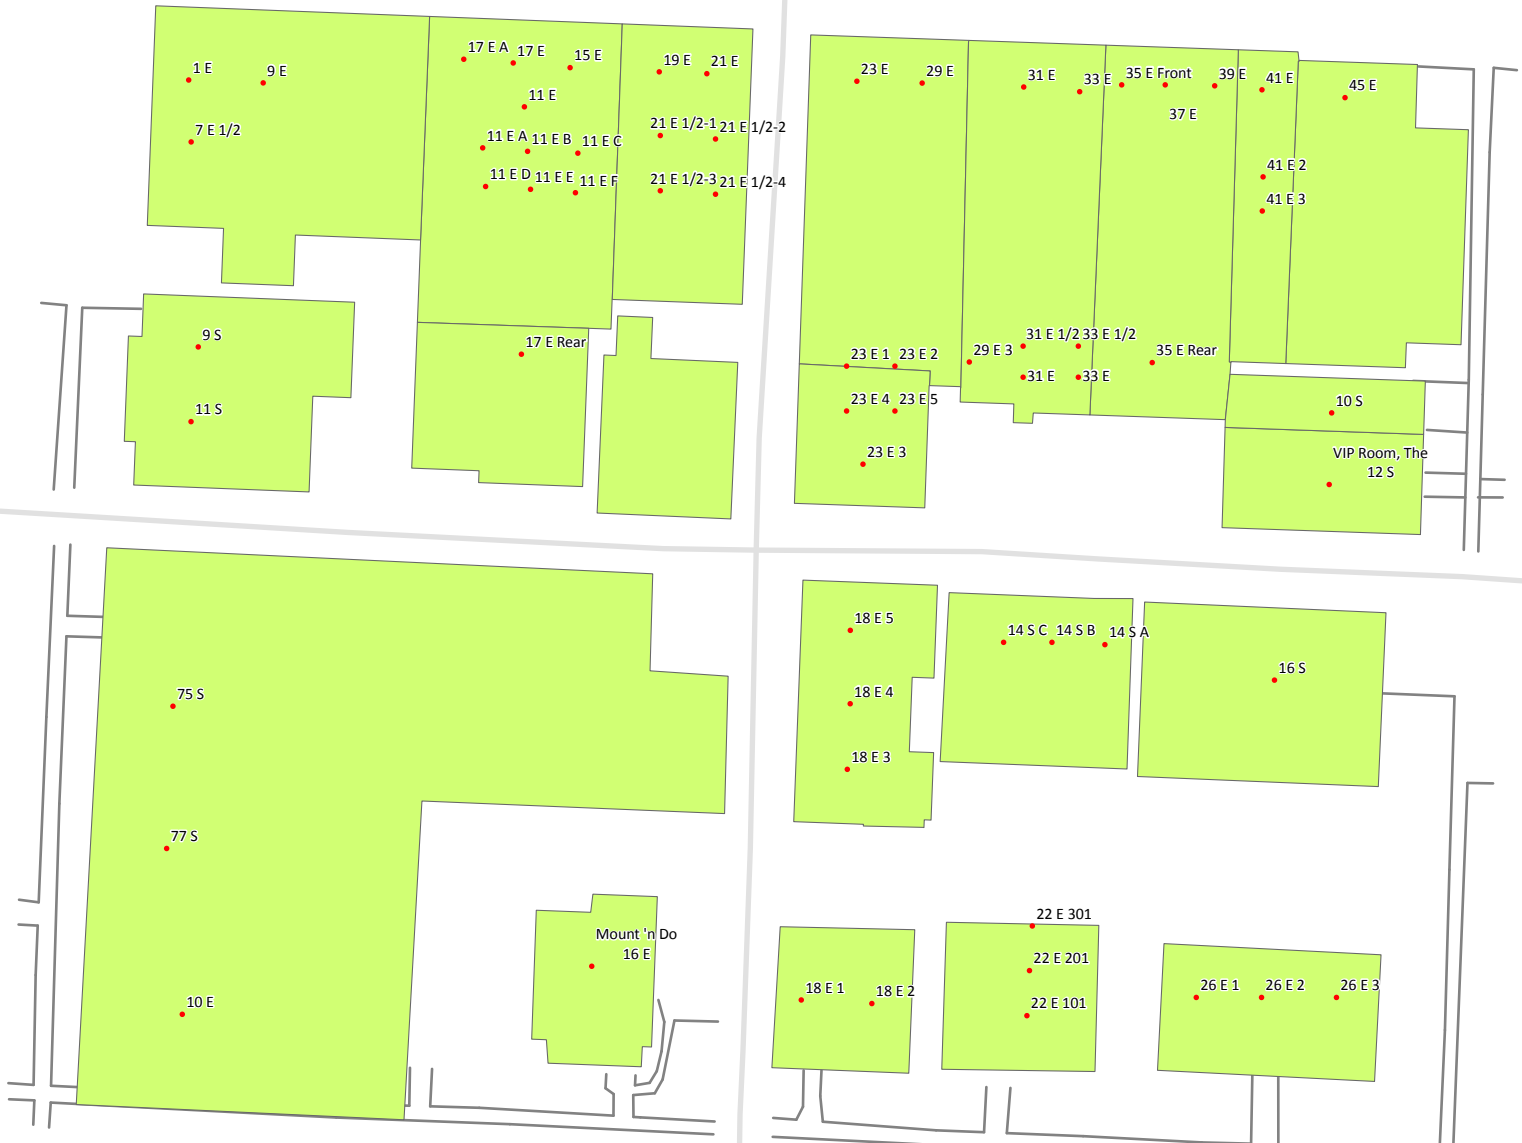 1 E
9 E
7 E 1/2
17 E A
17 E
15 E
11 E
11 E A
11 E B
11 E C
11 E D
11 E E
11 E F
19 E
21 E
21 E 1/2-1
21 E 1/2-2
21 E 1/2-3
21 E 1/2-4
23 E
29 E
31 E
33 E
35 E Front
37 E
39 E
41 E
45 E
41 E 2
41 E 3
9 S
11 S
17 E Rear
23 E 1
23 E 2
29 E 3
31 E 1/2
33 E 1/2
31 E
33 E
35 E Rear
23 E 4
23 E 5
23 E 3
10 S
VIP Room, The
12 S
75 S
77 S
10 E
18 E 5
18 E 4
18 E 3
14 S C
14 S B
14 S A
16 S
Mount 'n Do
16 E
18 E 1
18 E 2
22 E 301
22 E 201
22 E 101
26 E 1
26 E 2
26 E 3